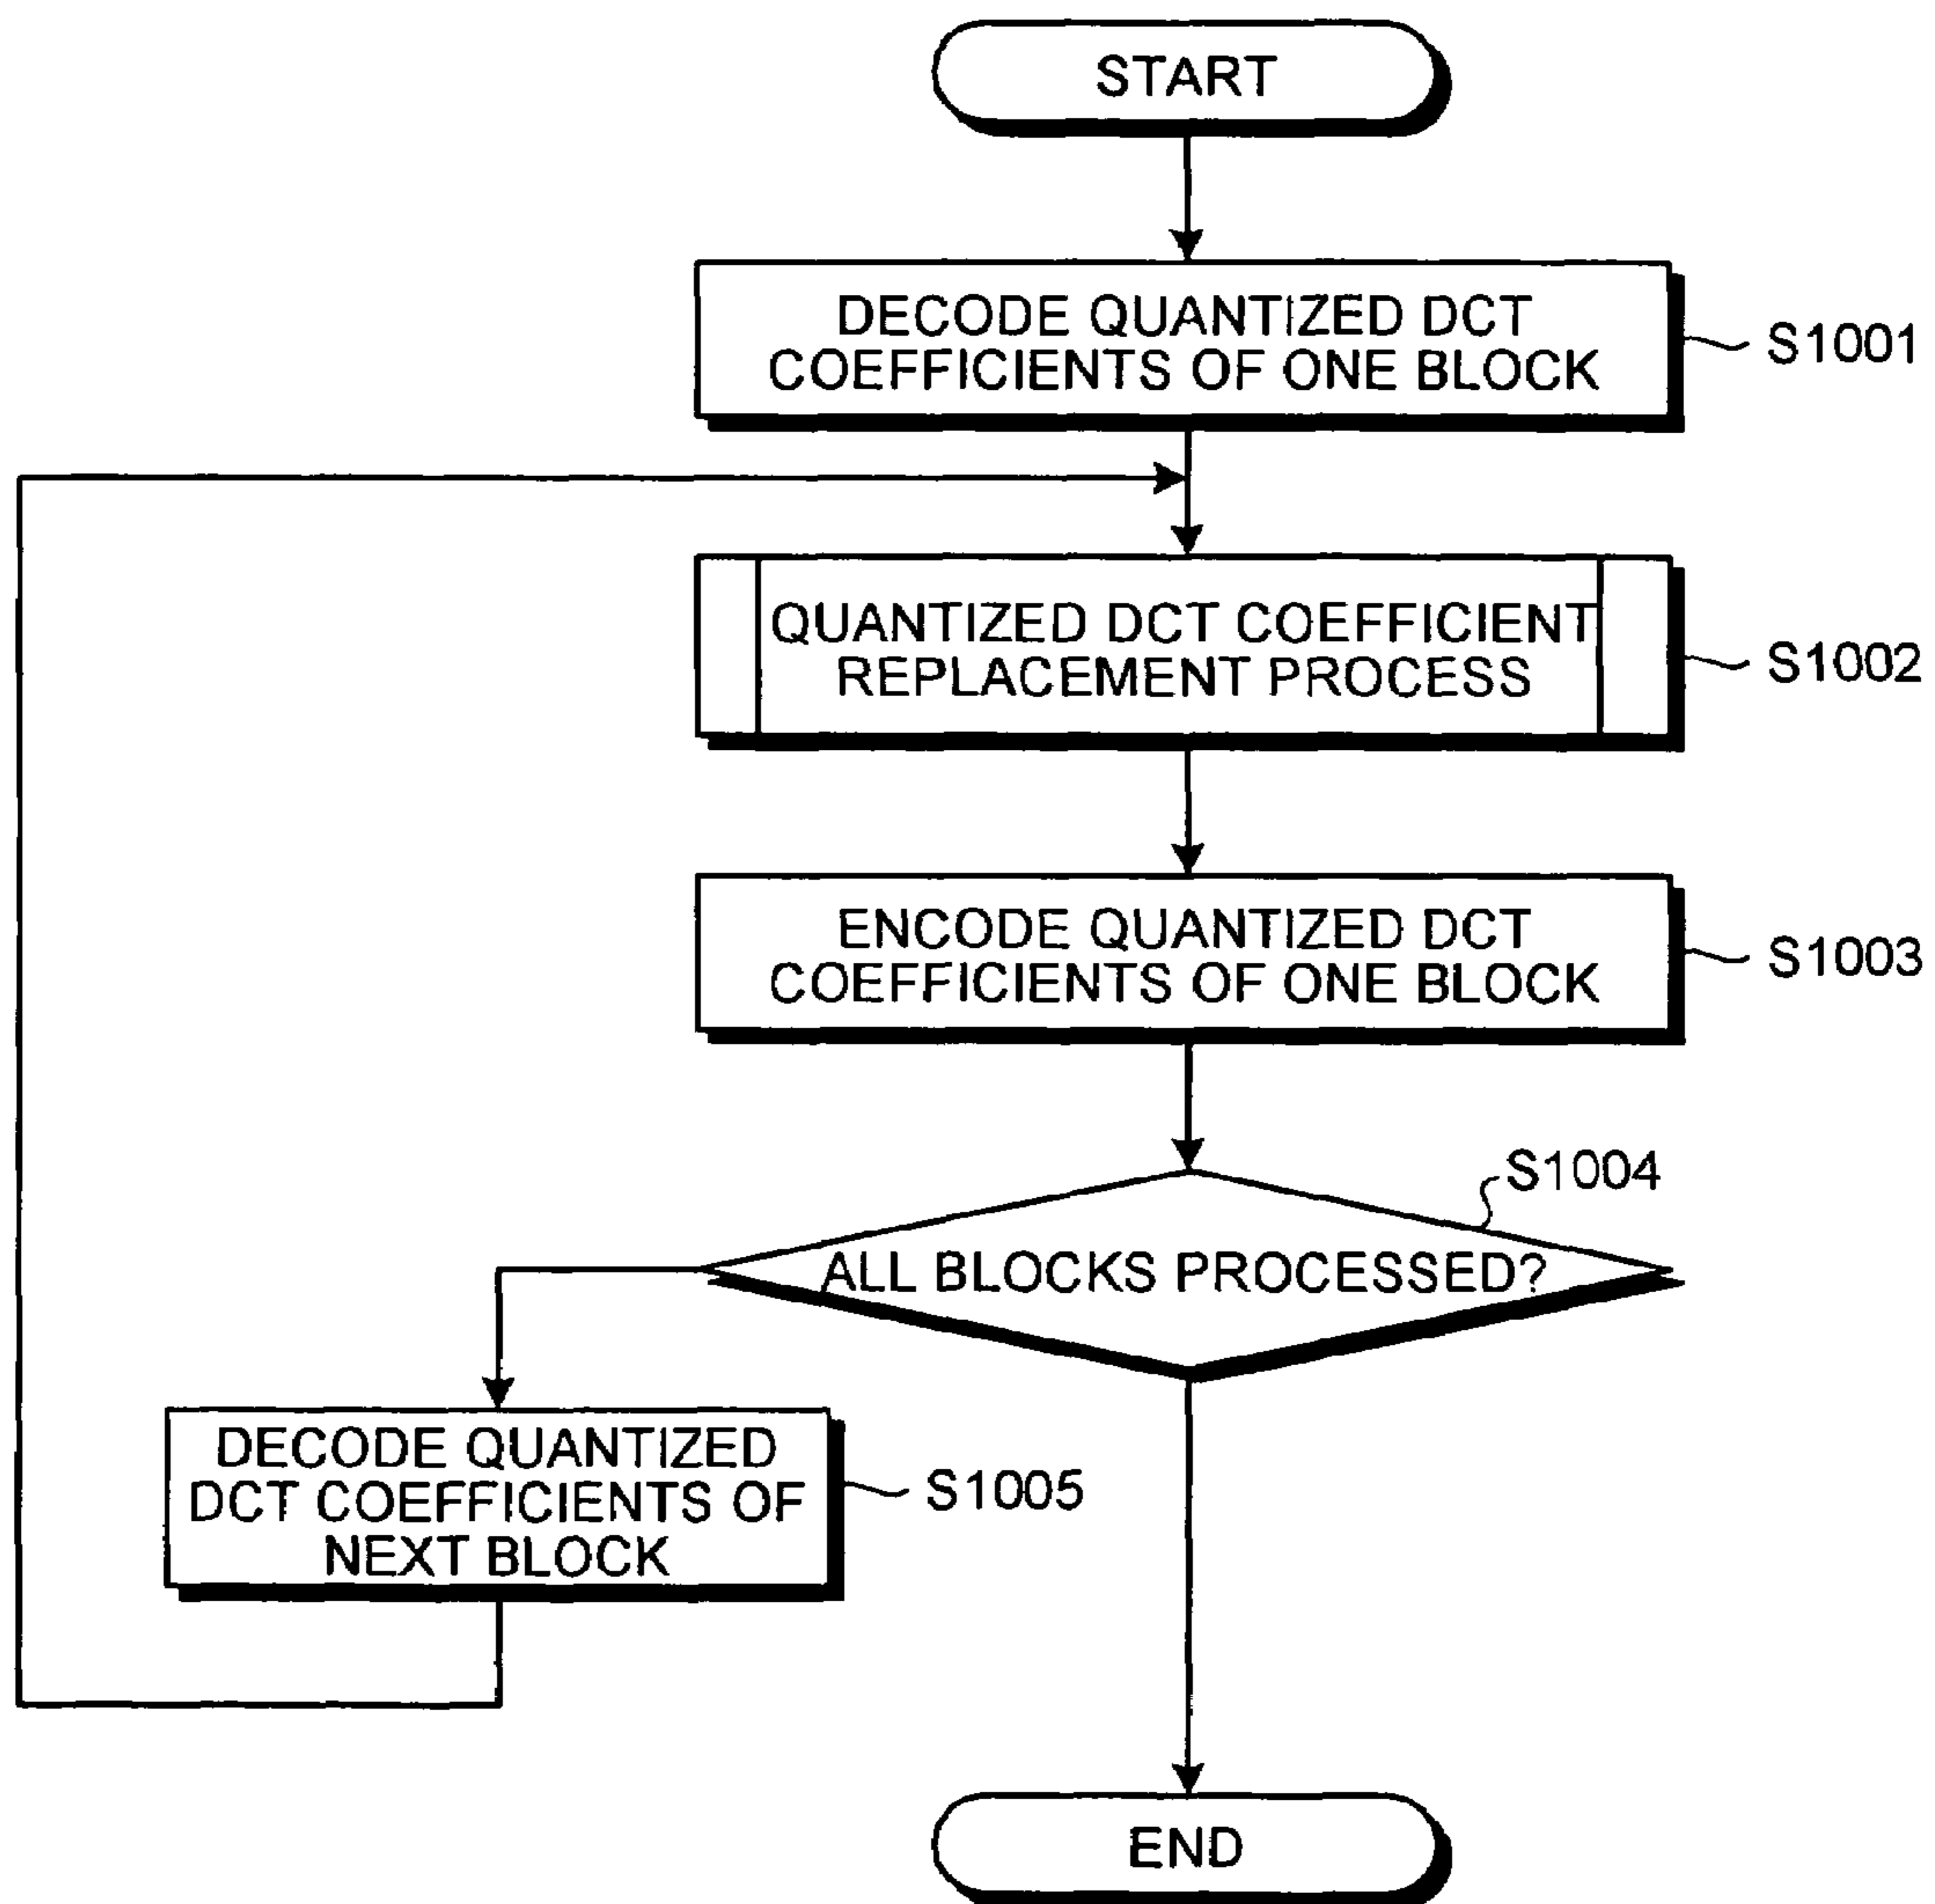 START
DECODE QUANTIZED DCT
COEFFICIENTS OF ONE BLOCK
S1001
QUANTIZED DCT COEFFICIENT
REPLACEMENT PROCESS
S1002
ENCODE QUANTIZED DCT
COEFFICIENTS OF ONE BLOCK
S1003
S1004
ALL BLOCKS PROCESSED?
DECODE QUANTIZED
DCT COEFFICIENTS OF
NEXT BLOCK
S1005
END